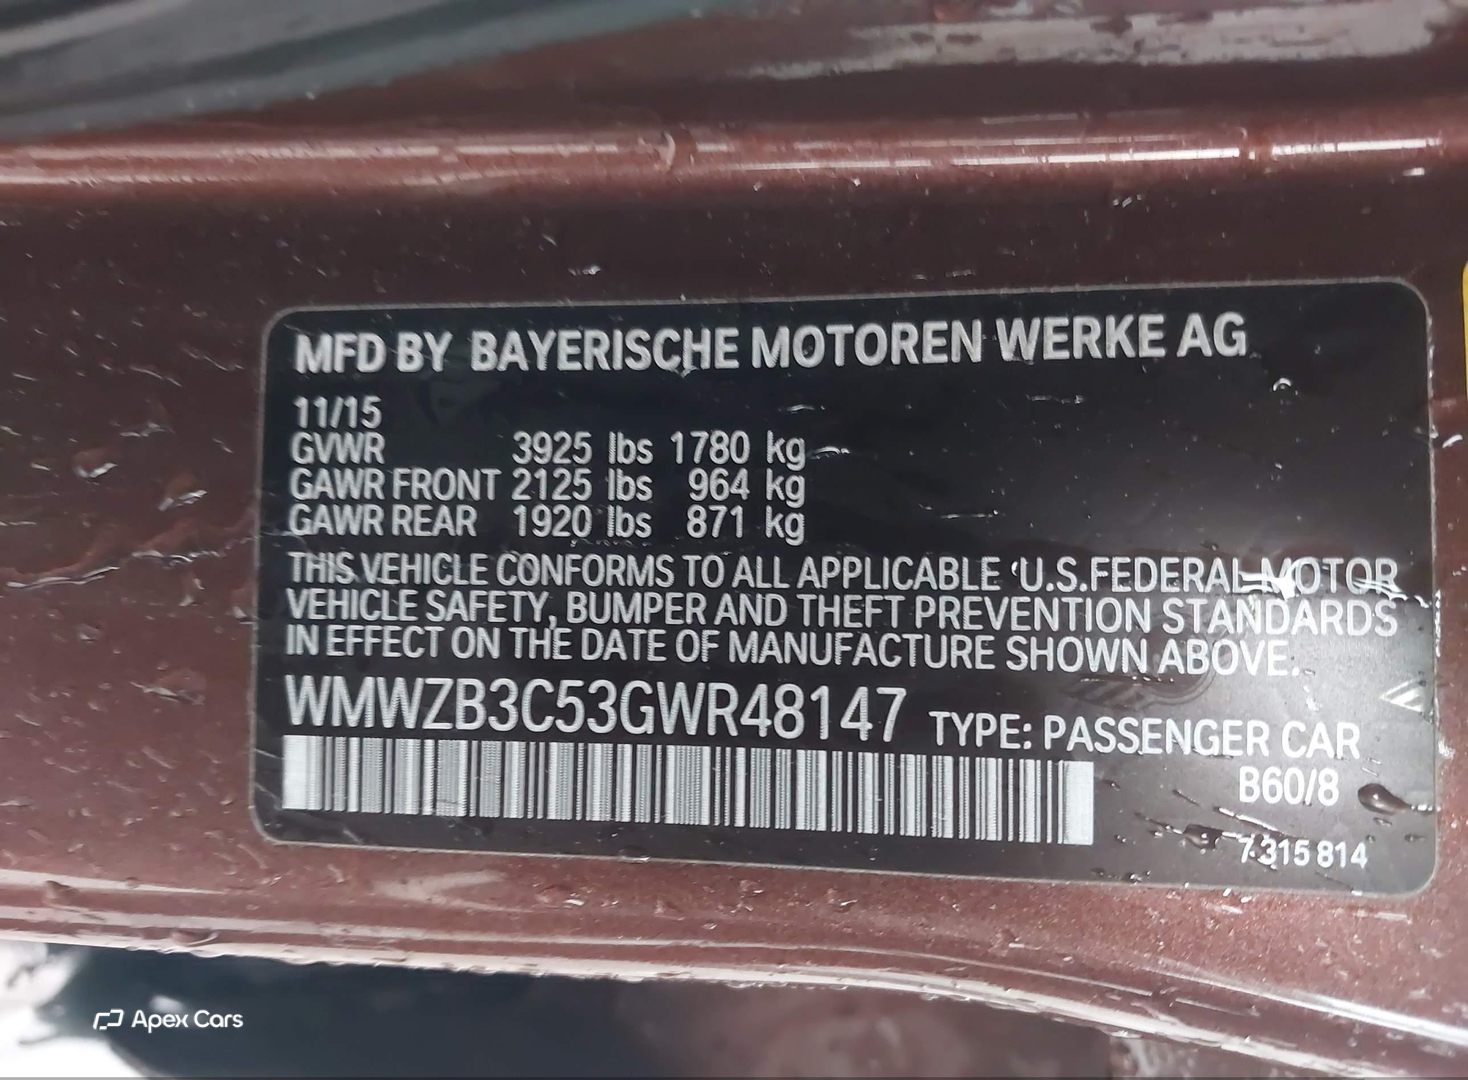 MFD BY BAYERISCHE MOTOREN WERKE AG
11/15
GVWR 3925 lbs 1780 kg
GAWR FRONT 2125 lbs 964 kg
GAWR REAR 1920 lbs 871 kg
THIS VEHICLE CONFORMS TO ALL APPLICABLE U.S.FEDERAL MOTOR
VEHICLE SAFETY, BUMPER AND THEFT PREVENTION STANDARDS
IN EFFECT ON THE DATE OF MANUFACTURE SHOWN ABOVE.
WMWZB3C53GWR48147 TYPE: PASSENGER CAR
B60/8
7 315 814
Apex Cars